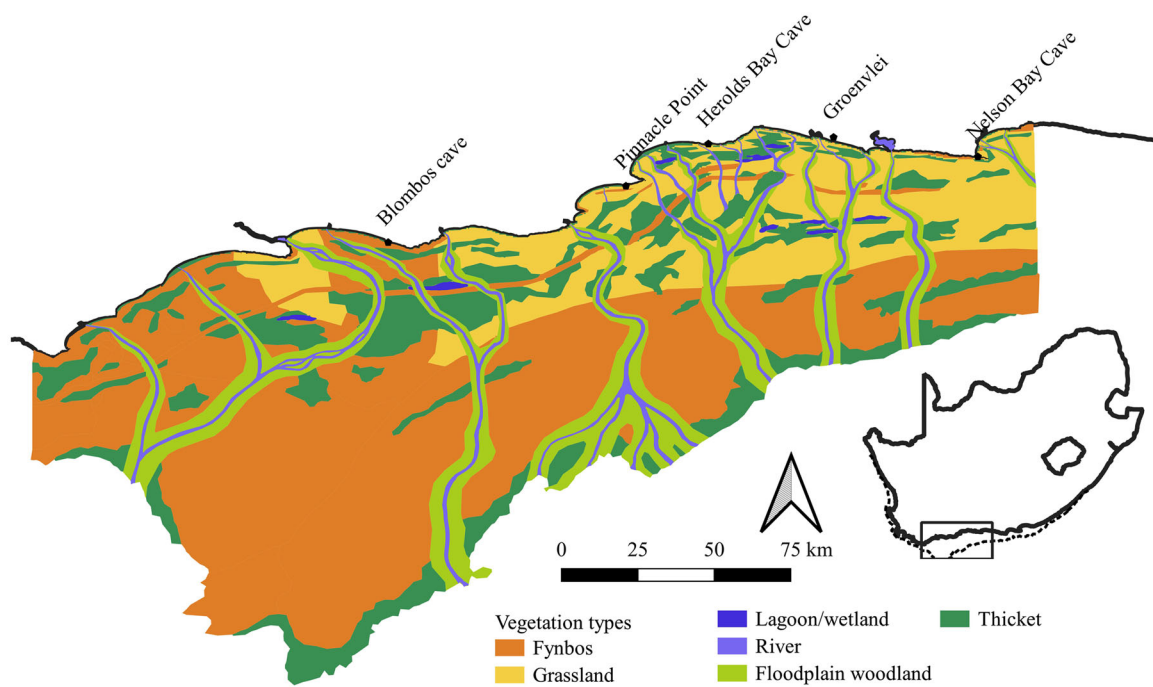 Blombos cave
Pinnacle Point
Herolds Bay Cave
Groenvlei
Nelson Bay Cave
0 25 50 75 km
Vegetation types
Fynbos
Grassland
Lagoon/wetland
River
Floodplain woodland
Thicket